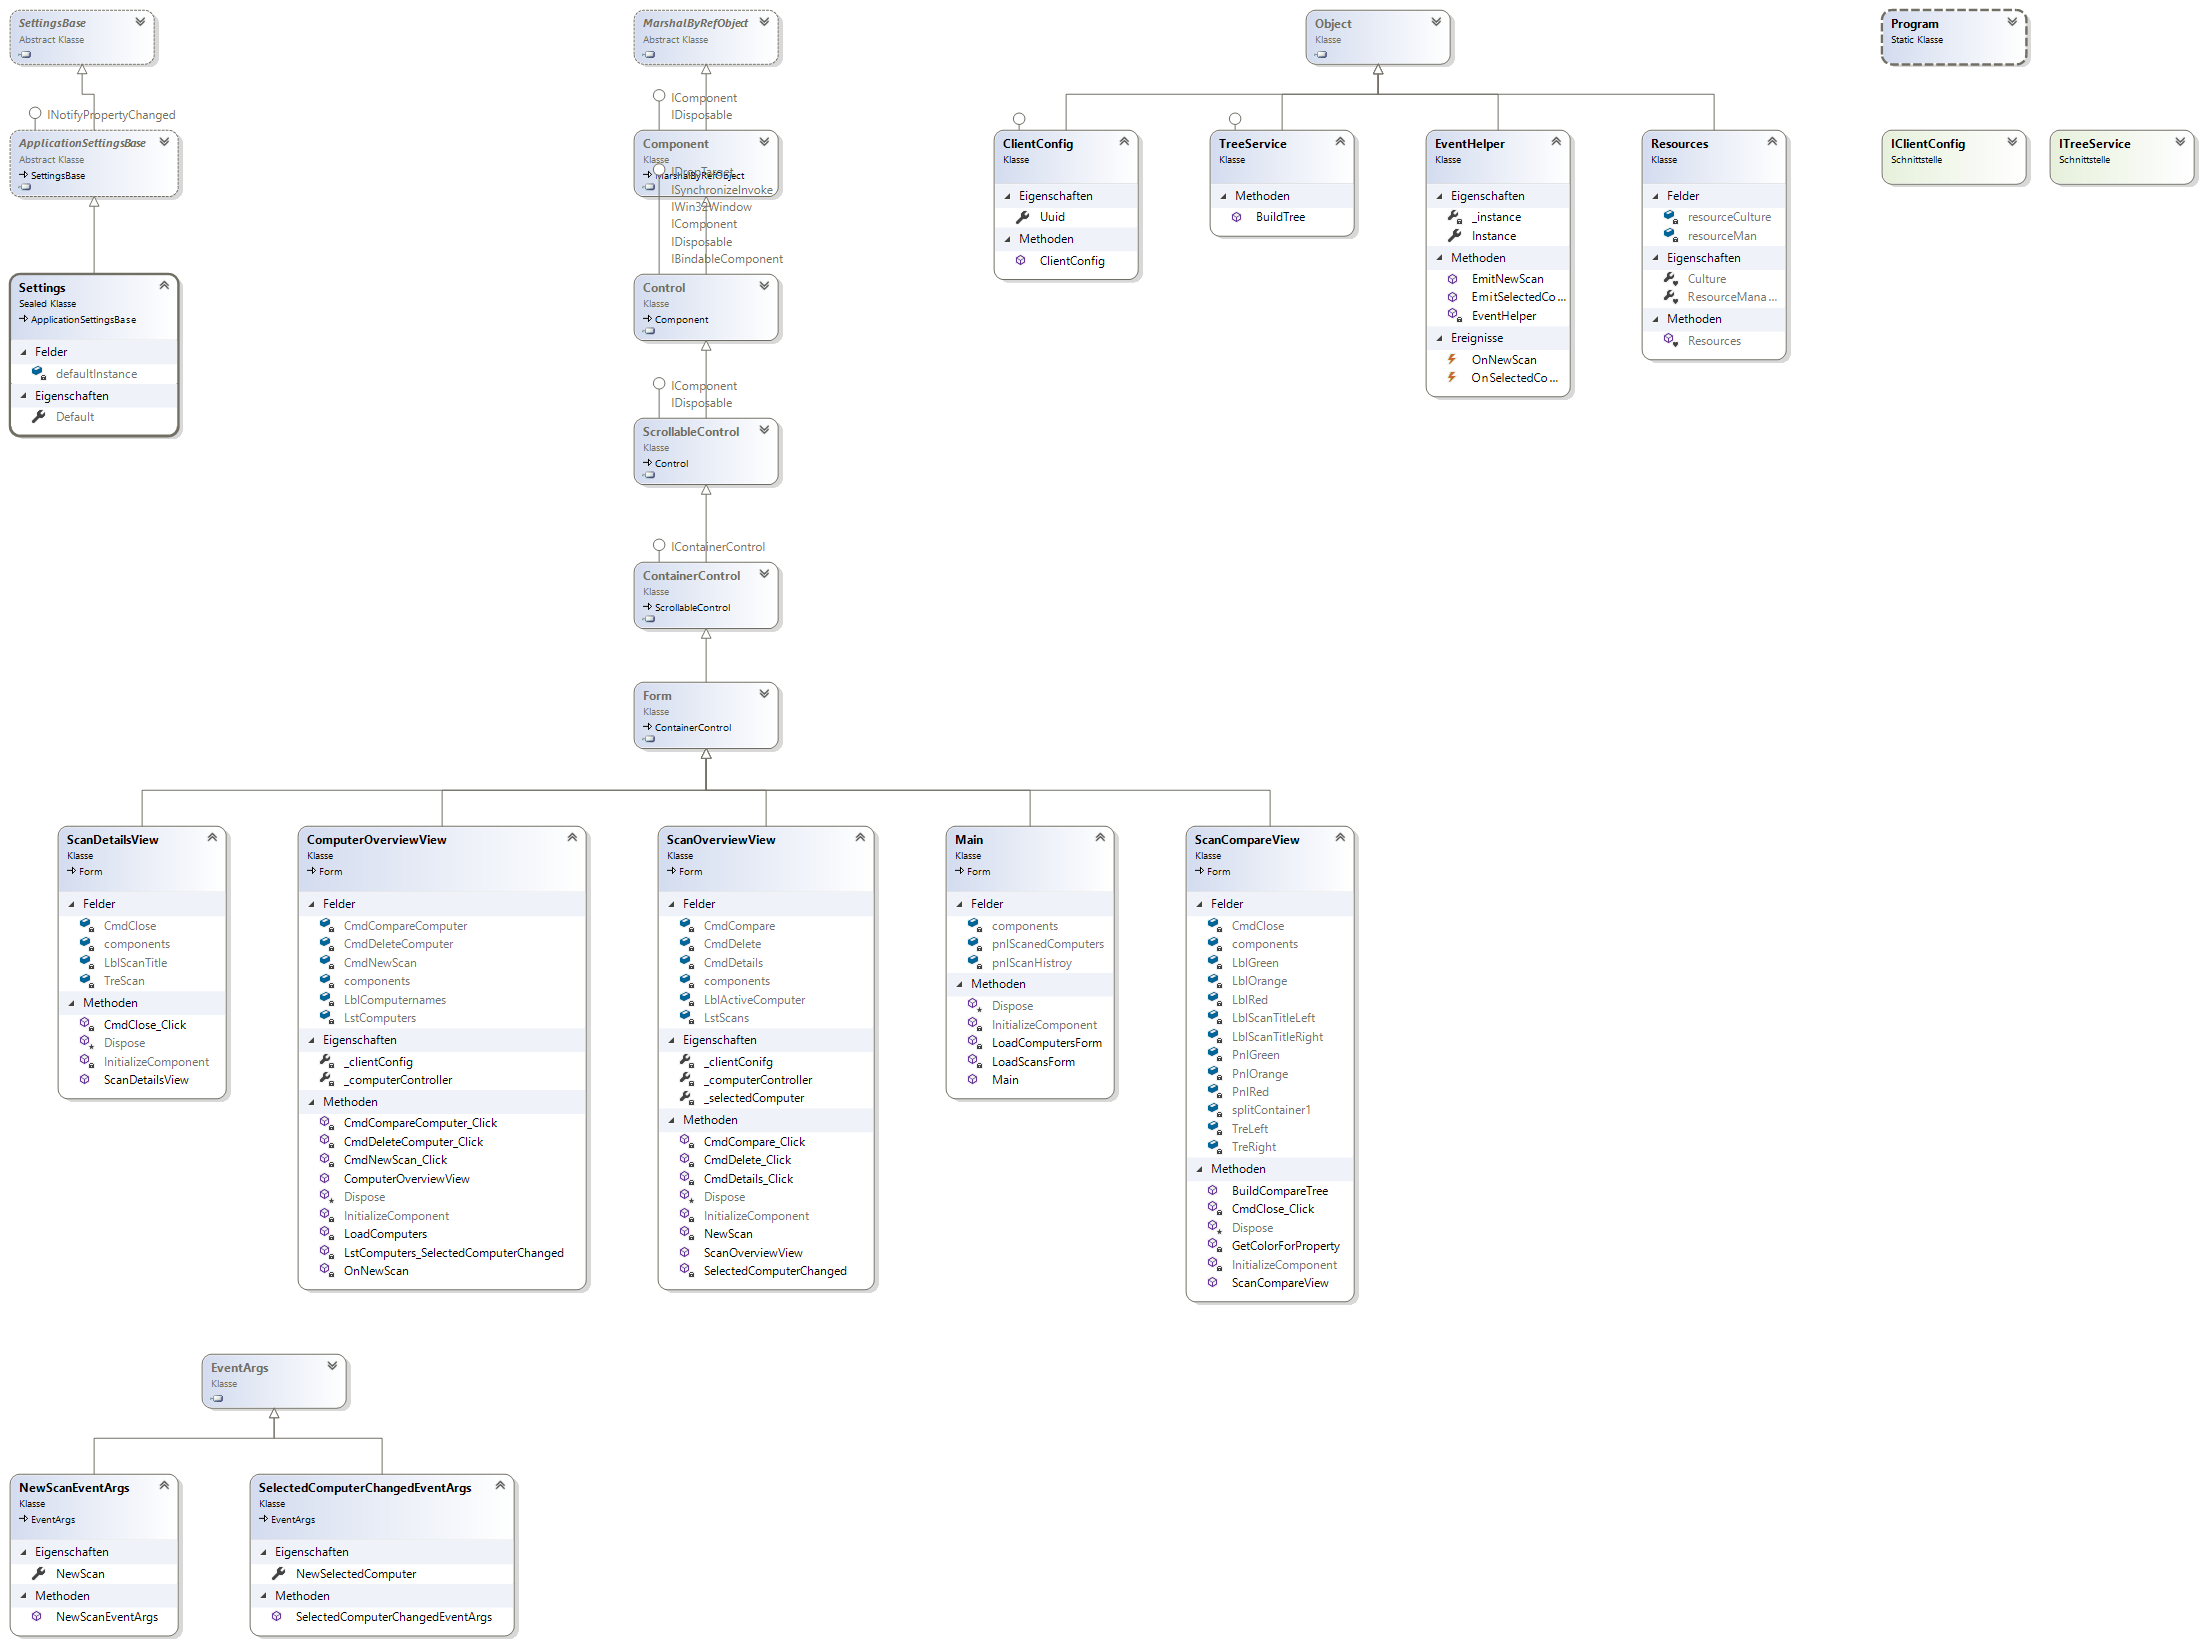 SettingsBase
Abstract Klasse
INotifyPropertyChanged
ApplicationSettingsBase
Abstract Klasse
SettingsBase
Settings
Sealed Klasse
ApplicationSettingsBase
Felder
defaultInstance
Eigenschaften
Default
MarshalByRefObject
Abstract Klasse
IComponent
IDisposable
Component
Klasse
MarshalByRefObject
IDropTarget
ISynchronizeInvoke
IWin32Window
IComponent
IDisposable
IBindableComponent
Control
Klasse
Component
IComponent
IDisposable
ScrollableControl
Klasse
Control
IContainerControl
ContainerControl
Klasse
ScrollableControl
Form
Klasse
ContainerControl
Object
Klasse
ClientConfig
Klasse
Eigenschaften
Uuid
Methoden
ClientConfig
TreeService
Klasse
Methoden
BuildTree
EventHelper
Klasse
Eigenschaften
_instance
Instance
Methoden
EmitNewScan
EmitSelectedCo...
EventHelper
Ereignisse
OnNewScan
OnSelectedCo...
Resources
Klasse
Felder
resourceCulture
resourceMan
Eigenschaften
Culture
ResourceMana...
Methoden
Resources
Program
Static Klasse
IClientConfig
Schnittstelle
ITreeService
Schnittstelle
ScanDetailsView
Klasse
Form
Felder
CmdClose
components
LblScanTitle
TreScan
Methoden
CmdClose_Click
Dispose
InitializeComponent
ScanDetailsView
ComputerOverviewView
Klasse
Form
Felder
CmdCompareComputer
CmdDeleteComputer
CmdNewScan
components
LblComputernames
LstComputers
Eigenschaften
_clientConfig
_computerController
Methoden
CmdCompareComputer_Click
CmdDeleteComputer_Click
CmdNewScan_Click
ComputerOverviewView
Dispose
InitializeComponent
LoadComputers
LstComputers_SelectedComputerChanged
OnNewScan
ScanOverviewView
Klasse
Form
Felder
CmdCompare
CmdDelete
CmdDetails
components
LblActiveComputer
LstScans
Eigenschaften
_clientConifg
_computerController
_selectedComputer
Methoden
CmdCompare_Click
CmdDelete_Click
CmdDetails_Click
Dispose
InitializeComponent
NewScan
ScanOverviewView
SelectedComputerChanged
Main
Klasse
Form
Felder
components
pnlScanedComputers
pnlScanHistroy
Methoden
Dispose
InitializeComponent
LoadComputersForm
LoadScansForm
Main
ScanCompareView
Klasse
Form
Felder
CmdClose
components
LblGreen
LblOrange
LblRed
LblScanTitleLeft
LblScanTitleRight
PnlGreen
PnlOrange
PnlRed
splitContainer1
TreLeft
TreRight
Methoden
BuildCompareTree
CmdClose_Click
Dispose
GetColorForProperty
InitializeComponent
ScanCompareView
EventArgs
Klasse
NewScanEventArgs
Klasse
EventArgs
Eigenschaften
NewScan
Methoden
NewScanEventArgs
SelectedComputerChangedEventArgs
Klasse
EventArgs
Eigenschaften
NewSelectedComputer
Methoden
SelectedComputerChangedEventArgs